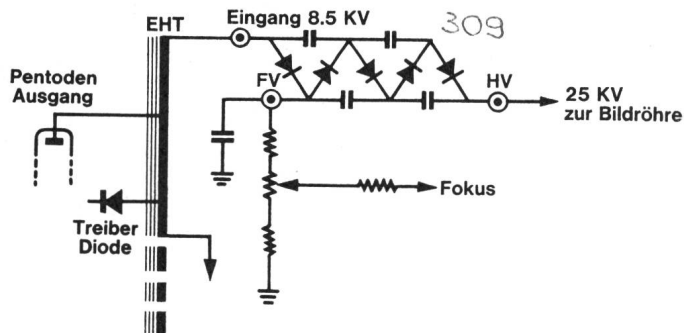 EHT
Eingang 8.5 KV
309
Pentoden
Ausgang
FV
HV
25 KV
zur Bildröhre
Fokus
Treiber
Diode